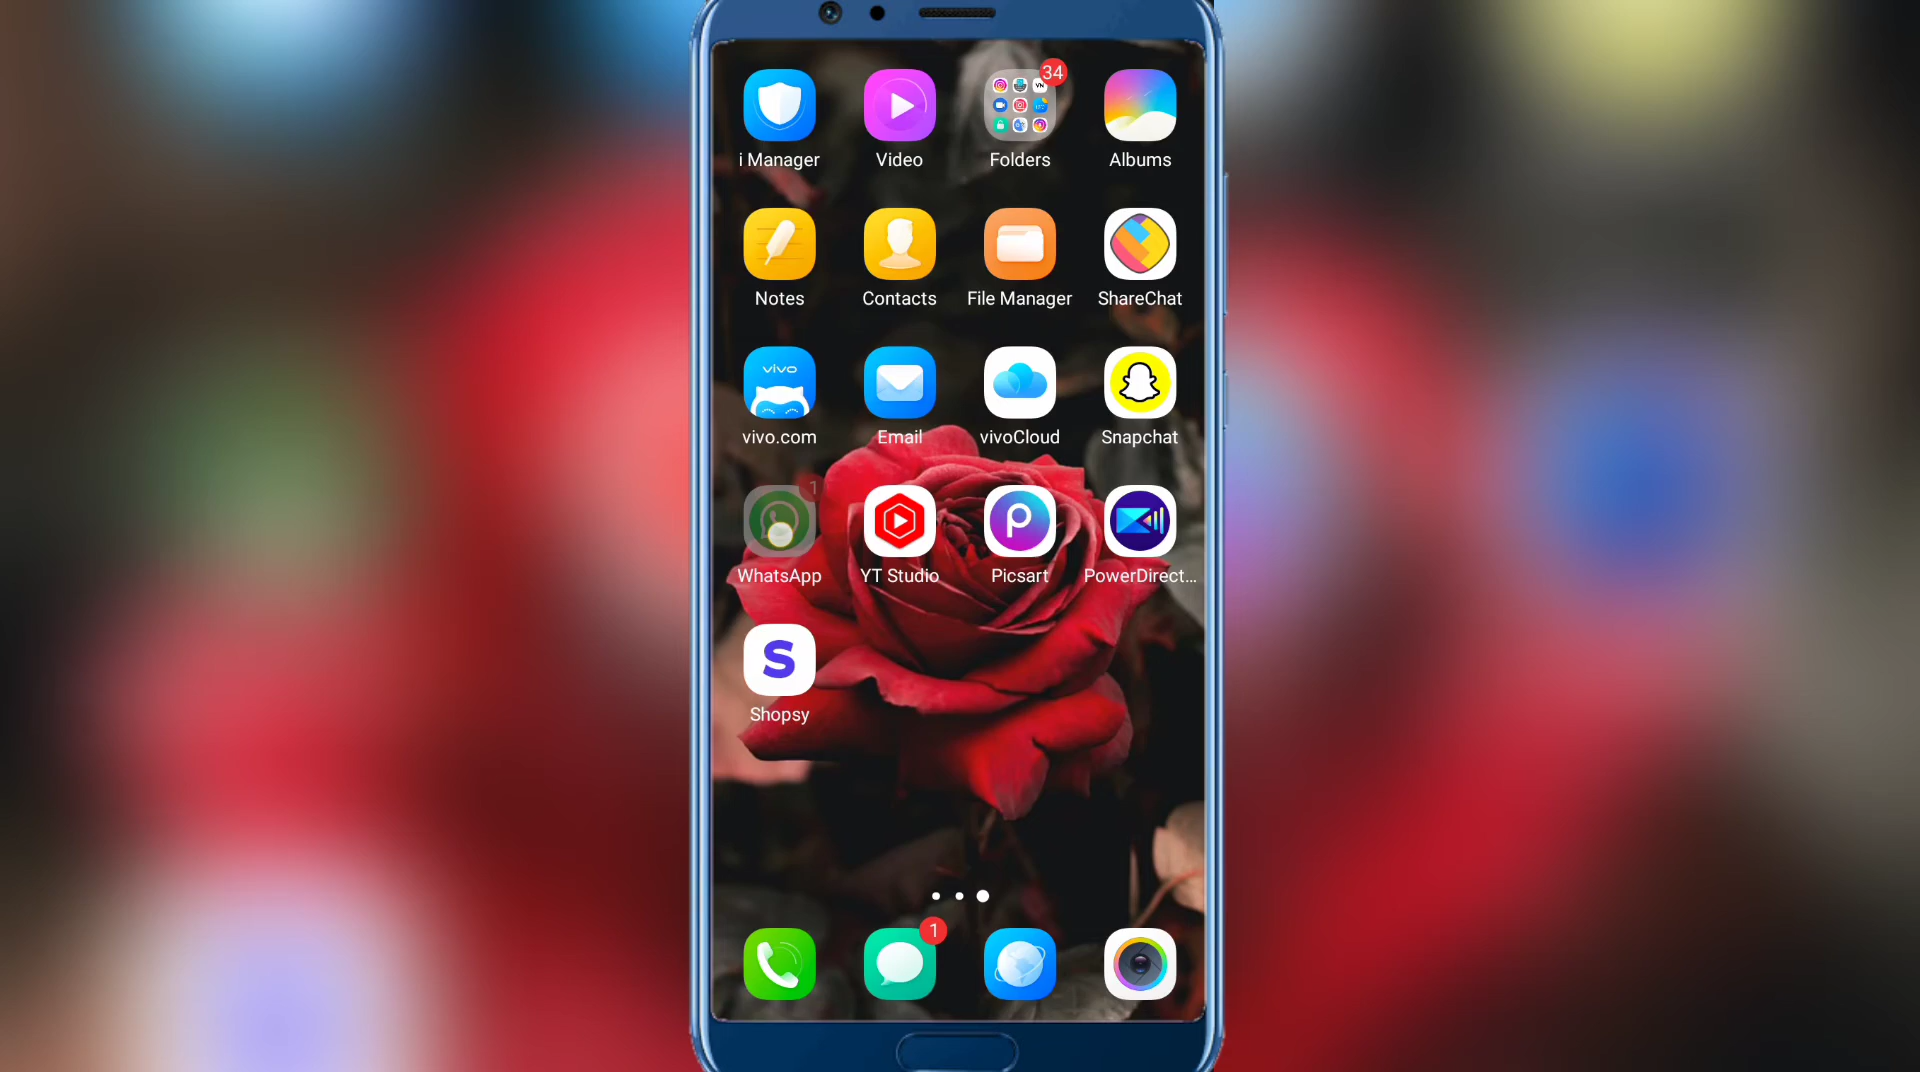 34
i Manager Video Folders Albums
Notes Contacts File Manager ShareChat
vivo
vivo.com Email vivoCloud Snapchat
1
WhatsApp YT Studio Picsart PowerDirect...
S
Shopsy
1